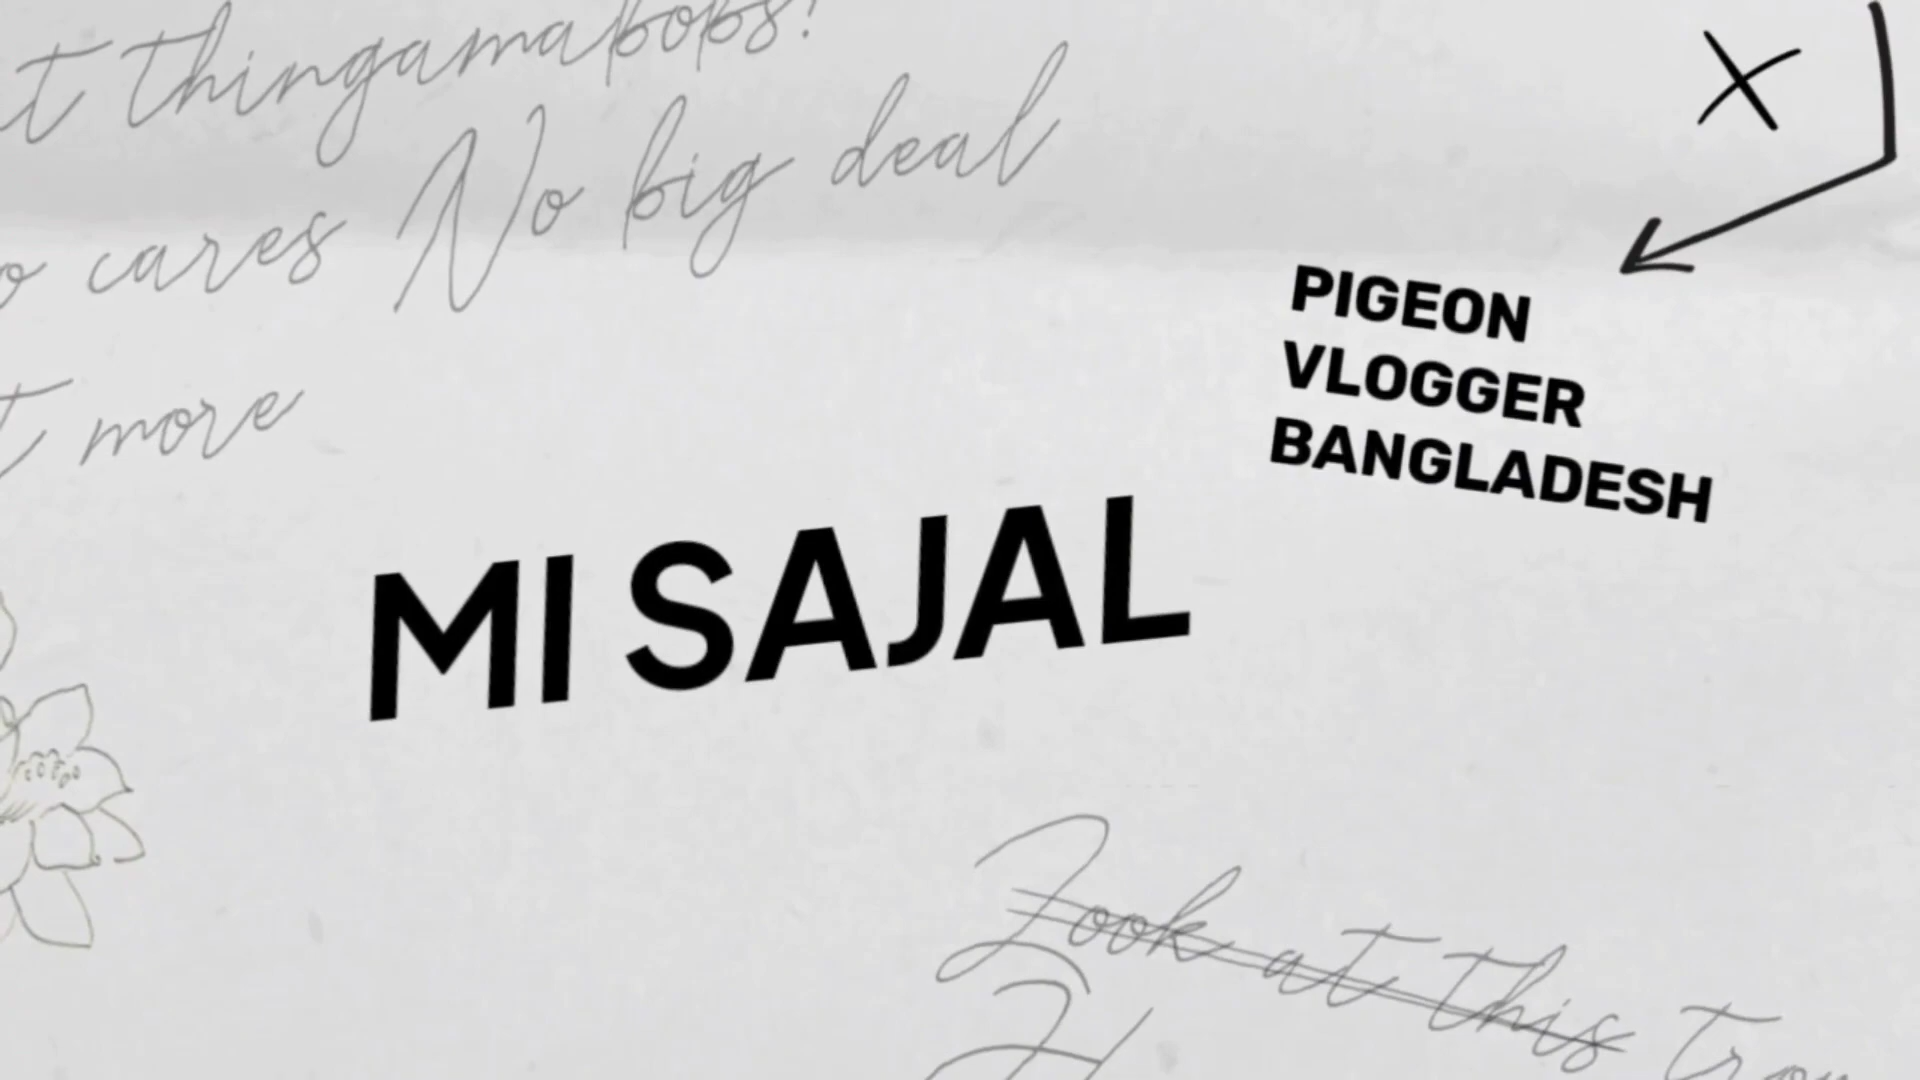 t thingamabobs!
cares No big deal
more
PIGEON
VLOGGER
BANGLADESH
MI SAJAL
Look at this